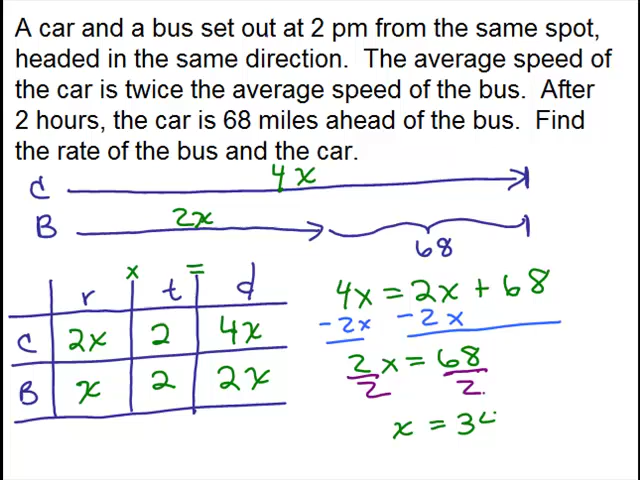 A car and a bus set out at 2 pm from the same spot,
headed in the same direction. The average speed of
the car is twice the average speed of the bus. After
2 hours, the car is 68 miles ahead of the bus. Find
the rate of the bus and the car.
C 4x
B 2x 68
r x t = d
C 2x 2 4x
B x 2 2x
4x = 2x + 68
-2x -2x
2x = 68
2 2
x = 34